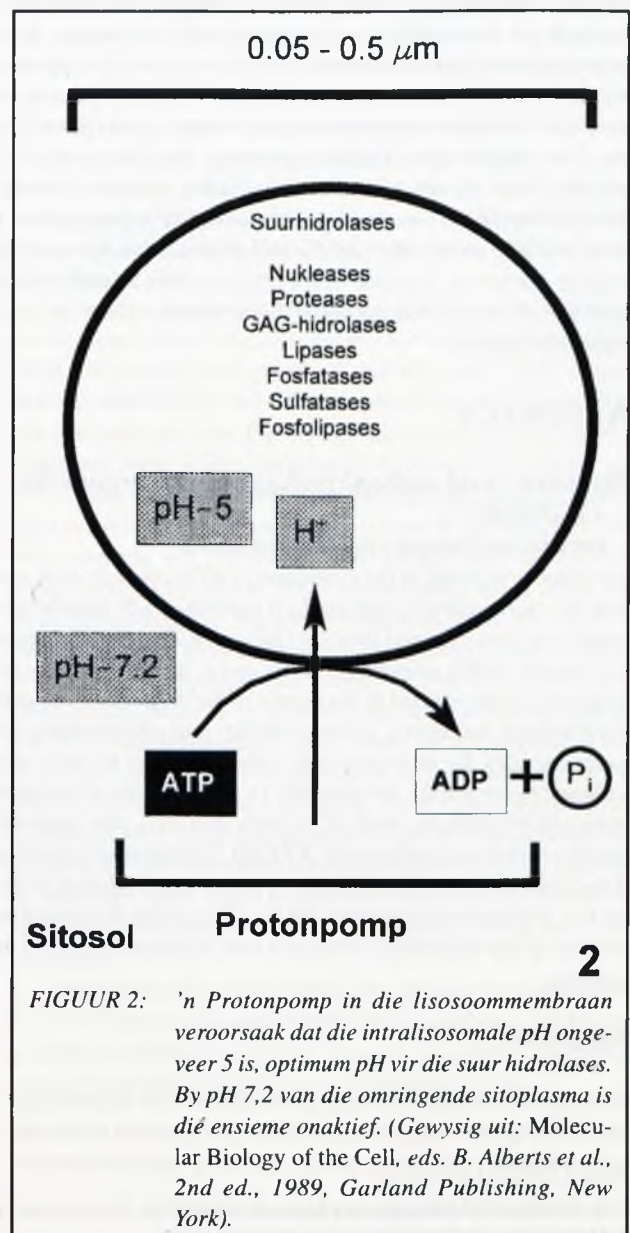 0.05 - 0.5 μm
Suurhidrolases
Nukleases
Proteases
GAG-hidrolases
Lipases
Fosfatases
Sulfatases
Fosfolipases
pH~5
H⁺
pH~7.2
ATP
ADP + Pᵢ
Sitosol
Protonpomp
2
FIGUUR 2: 'n Protonpomp in die lisosoommembraan
veroorsaak dat die intralisosomale pH onge-
veer 5 is, optimum pH vir die suur hidrolases.
By pH 7,2 van die omringende sitoplasma is
dié ensieme onaktief. (Gewysig uit: Molecu-
lar Biology of the Cell, eds. B. Alberts et al.,
2nd ed., 1989, Garland Publishing, New
York).